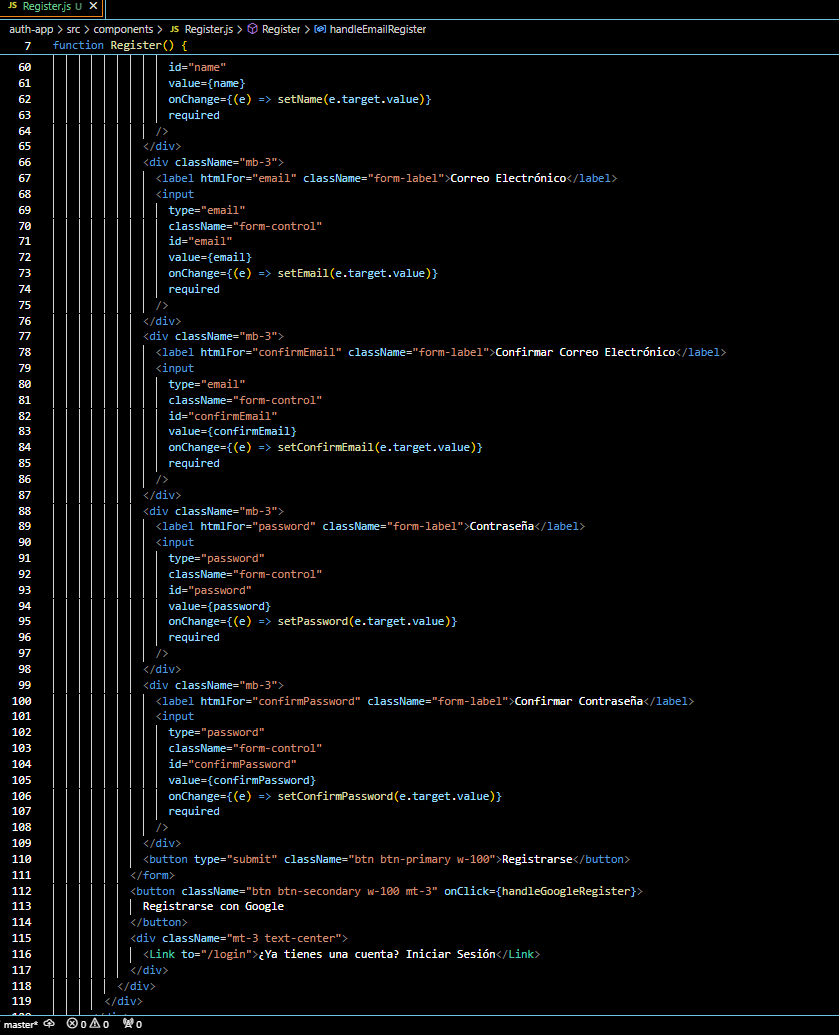 JS Register.js U ✕
auth-app > src > components > JS Register.js > Register > handleEmailRegister
7 function Register() {
60 id="name"
61 value={name}
62 onChange={(e) => setName(e.target.value)}
63 required
64 />
65 </div>
66 <div className="mb-3">
67 <label htmlFor="email" className="form-label">Correo Electrónico</label>
68 <input
69 type="email"
70 className="form-control"
71 id="email"
72 value={email}
73 onChange={(e) => setEmail(e.target.value)}
74 required
75 />
76 </div>
77 <div className="mb-3">
78 <label htmlFor="confirmEmail" className="form-label">Confirmar Correo Electrónico</label>
79 <input
80 type="email"
81 className="form-control"
82 id="confirmEmail"
83 value={confirmEmail}
84 onChange={(e) => setConfirmEmail(e.target.value)}
85 required
86 />
87 </div>
88 <div className="mb-3">
89 <label htmlFor="password" className="form-label">Contraseña</label>
90 <input
91 type="password"
92 className="form-control"
93 id="password"
94 value={password}
95 onChange={(e) => setPassword(e.target.value)}
96 required
97 />
98 </div>
99 <div className="mb-3">
100 <label htmlFor="confirmPassword" className="form-label">Confirmar Contraseña</label>
101 <input
102 type="password"
103 className="form-control"
104 id="confirmPassword"
105 value={confirmPassword}
106 onChange={(e) => setConfirmPassword(e.target.value)}
107 required
108 />
109 </div>
110 <button type="submit" className="btn btn-primary w-100">Registrarse</button>
111 </form>
112 <button className="btn btn-secondary w-100 mt-3" onClick={handleGoogleRegister}>
113 Registrarse con Google
114 </button>
115 <div className="mt-3 text-center">
116 <Link to="/login">¿Ya tienes una cuenta? Iniciar Sesión</Link>
117 </div>
118 </div>
119 </div>
master* 0 0 0